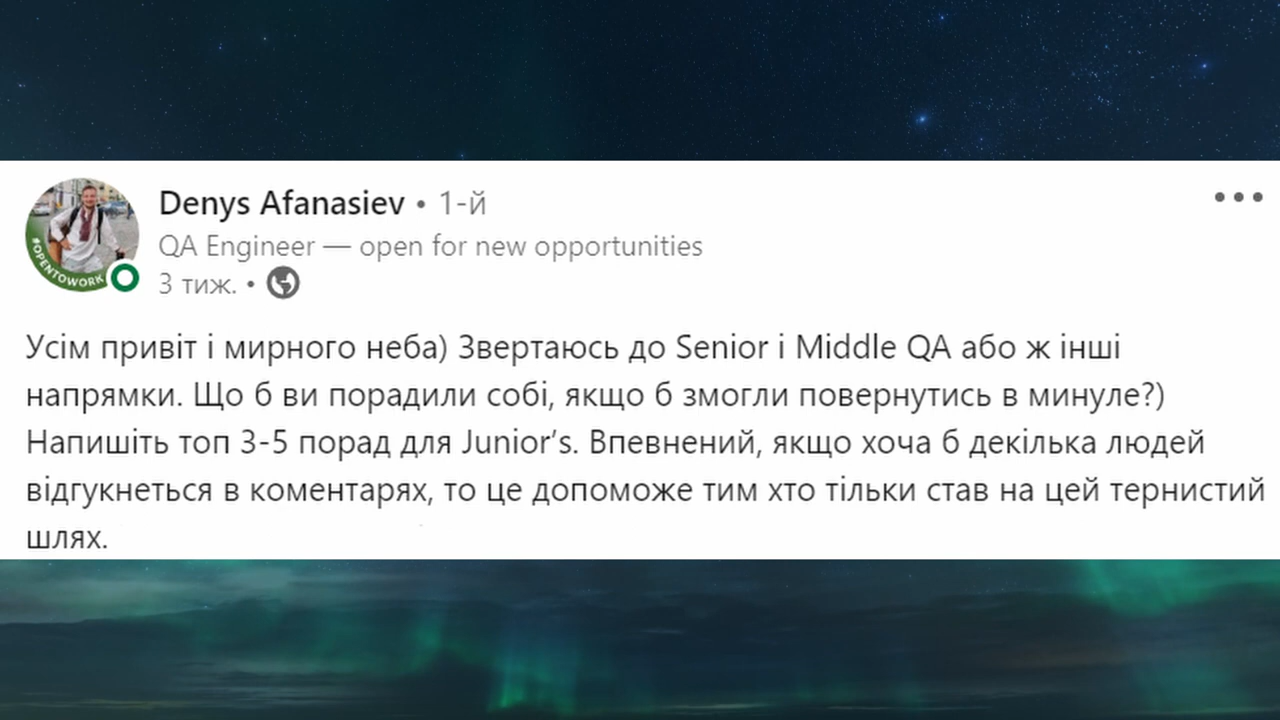 Denys Afanasiev • 1-й
QA Engineer — open for new opportunities
3 тиж. •
#OPENTOWORK
Усім привіт і мирного неба) Звертаюсь до Senior і Middle QA або ж інші
напрямки. Що б ви порадили собі, якщо б змогли повернутись в минуле?)
Напишіть топ 3-5 порад для Junior’s. Впевнений, якщо хоча б декілька людей
відгукнеться в коментарях, то це допоможе тим хто тільки став на цей тернистий
шлях.